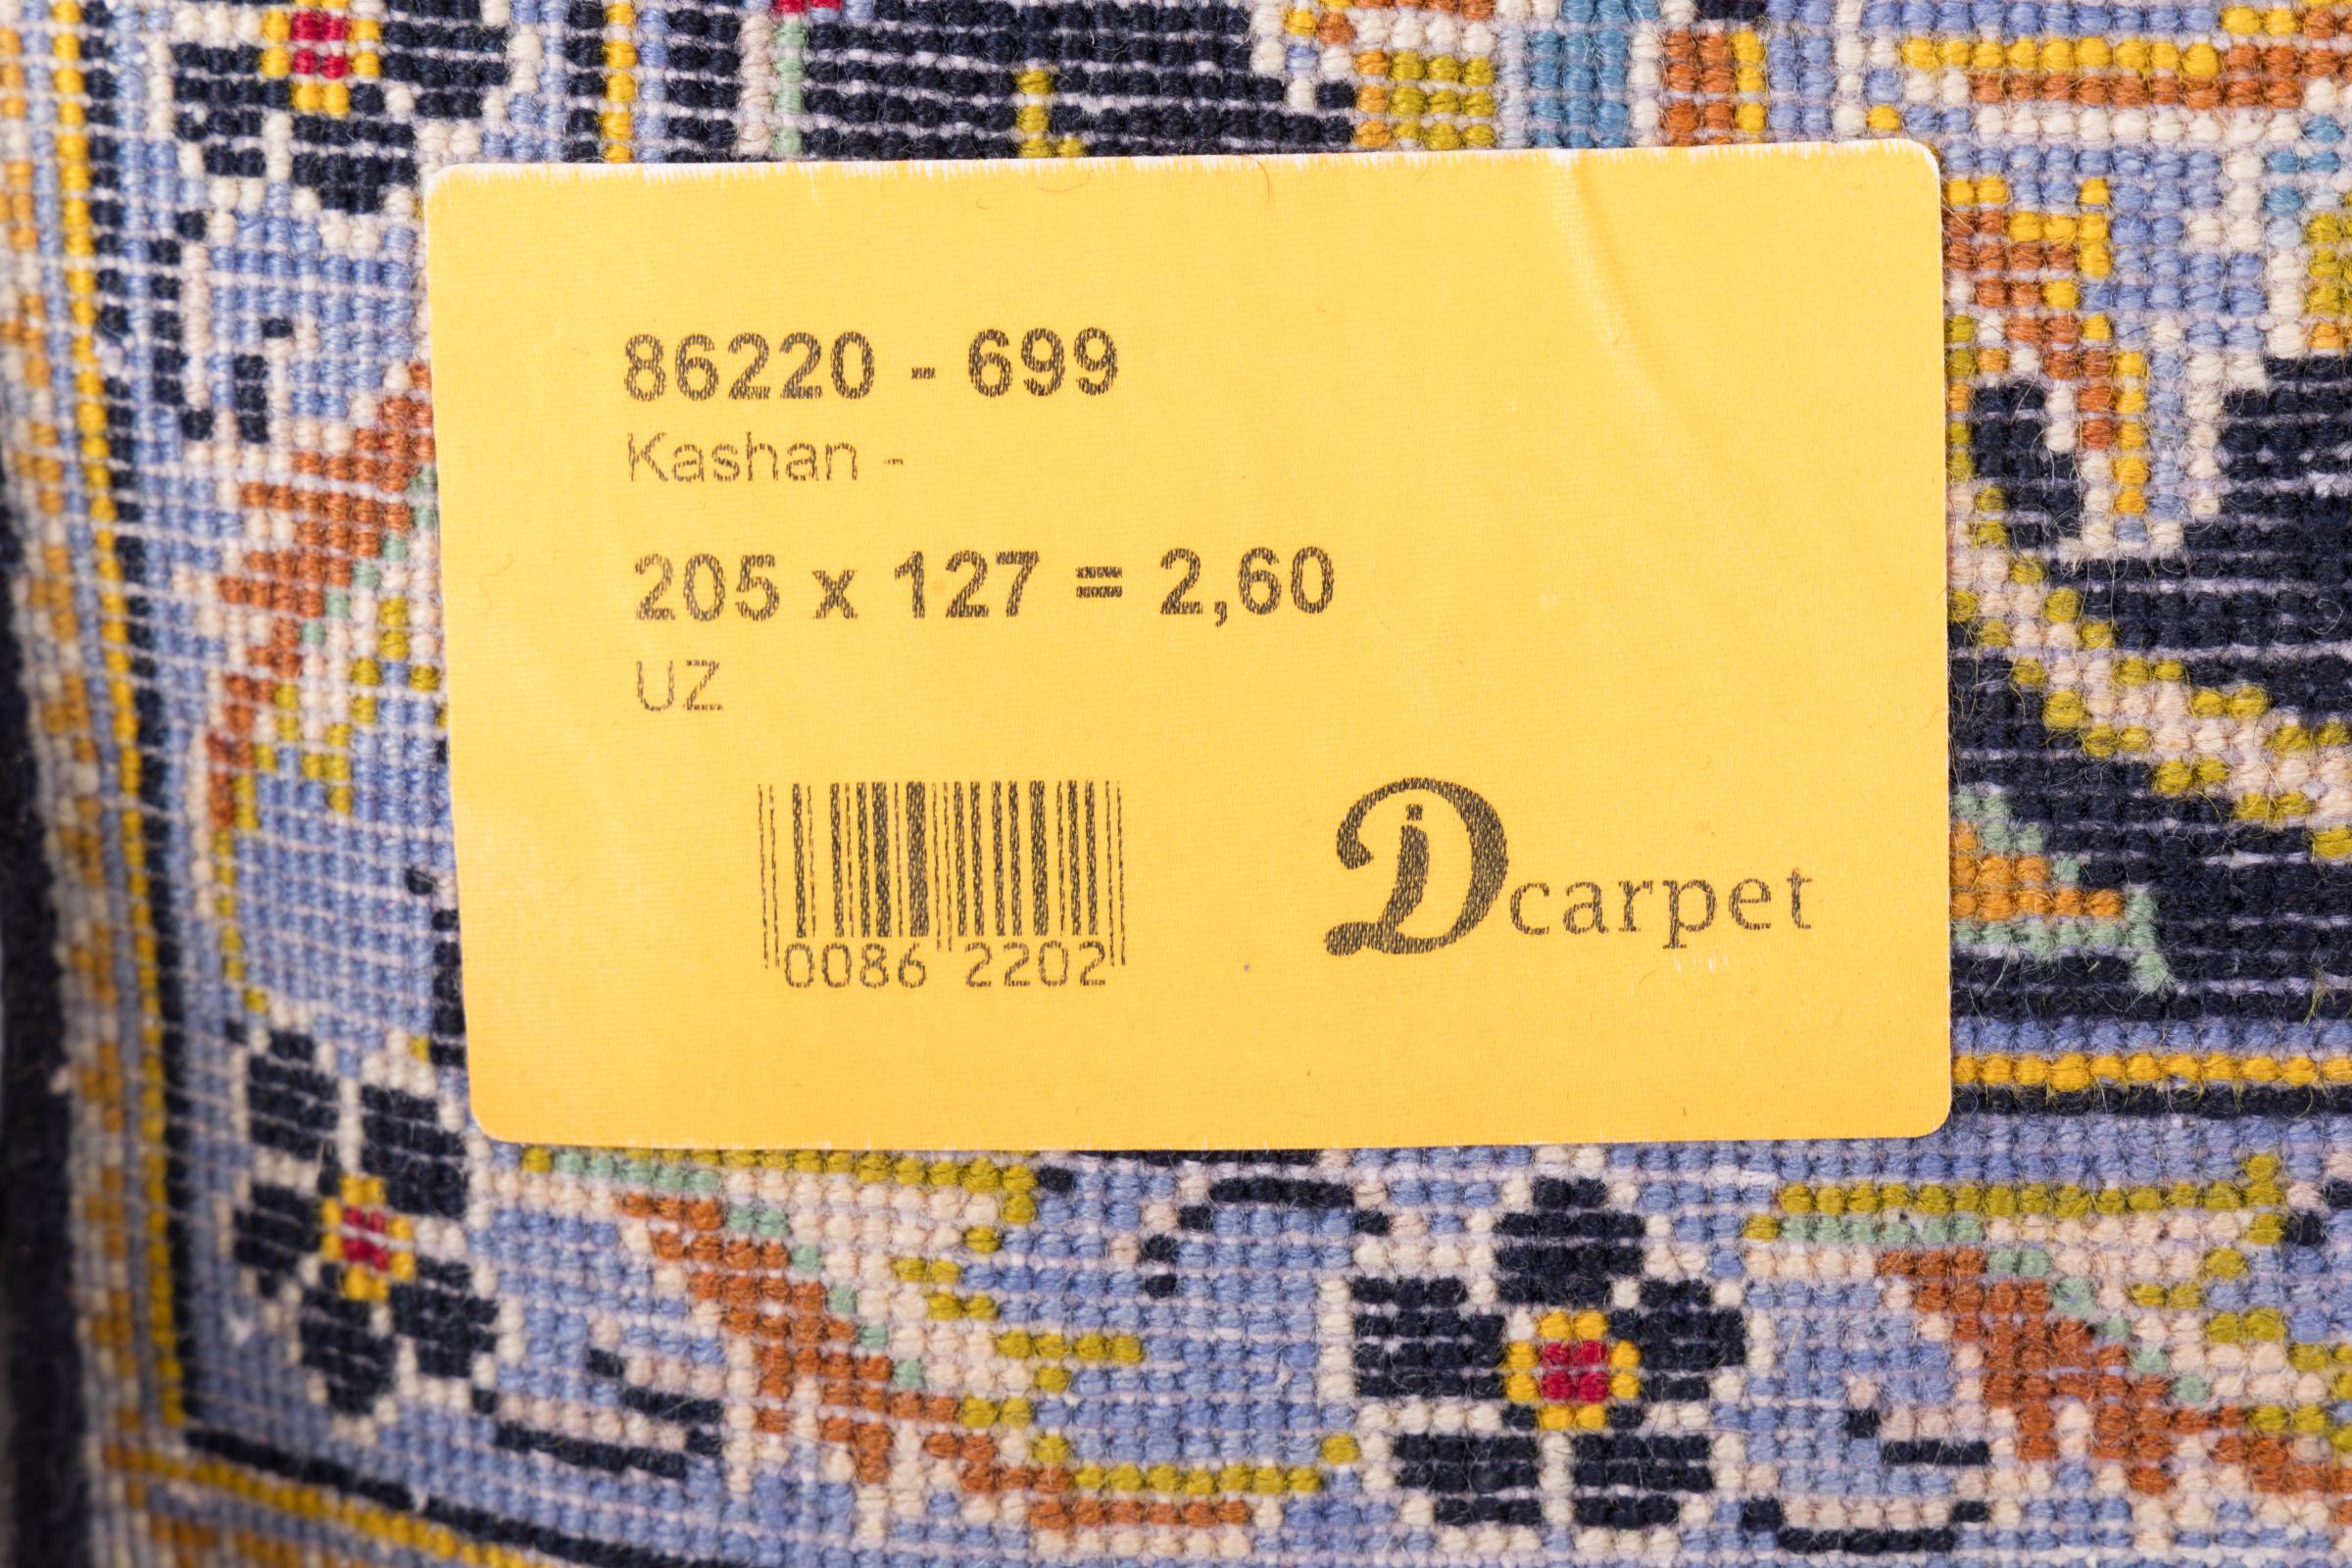 86220 - 699
Kashan -
205 x 127 = 2,60
UZ
0086 2202
Dcarpet